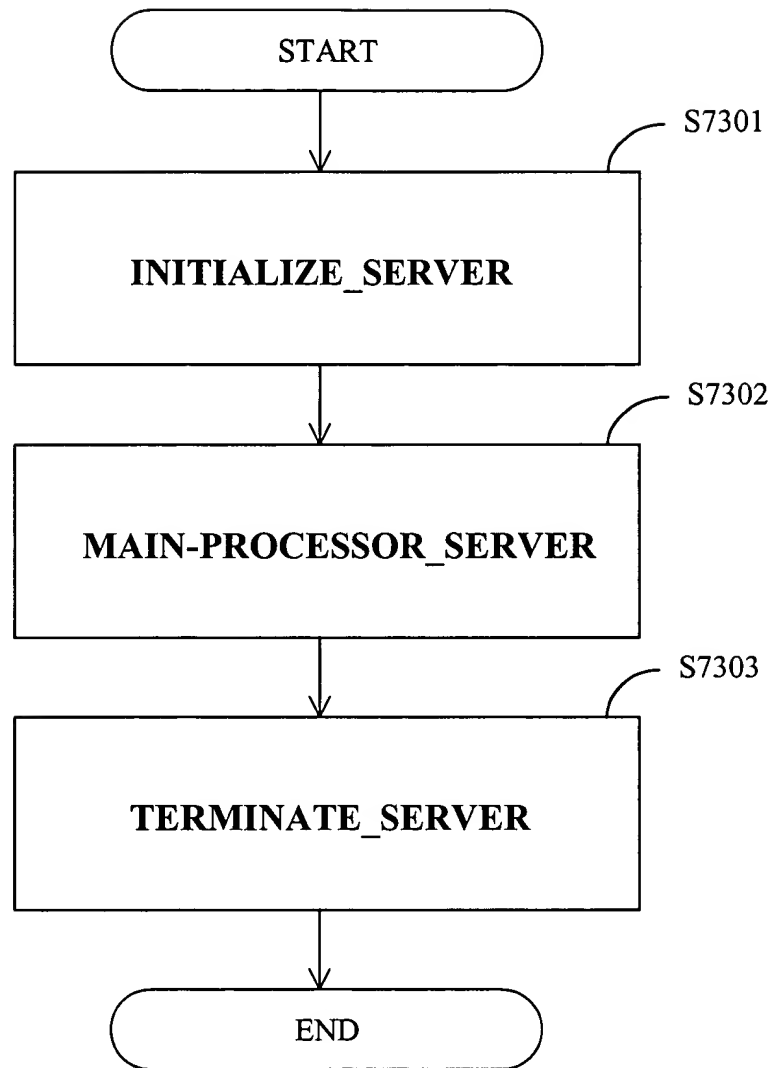 START
S7301
INITIALIZE_SERVER
S7302
MAIN-PROCESSOR_SERVER
S7303
TERMINATE_SERVER
END